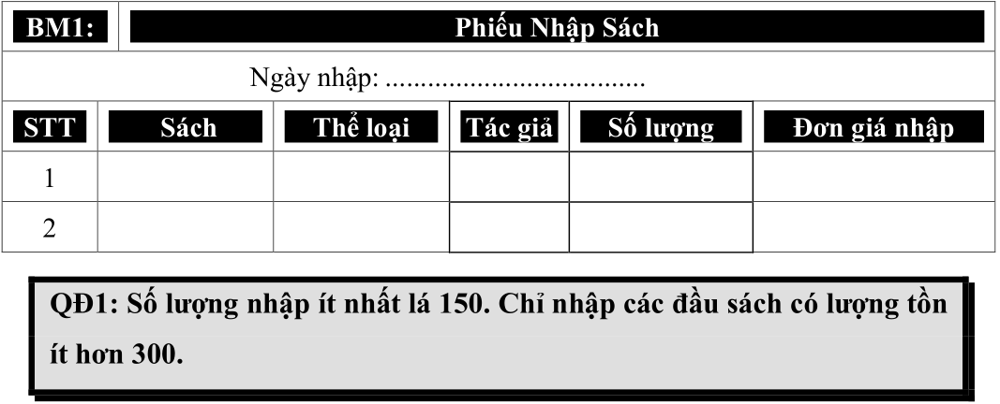 BM1: Phiếu Nhập Sách
Ngày nhập: .....................................
STT Sách Thể loại Tác giả Số lượng Đơn giá nhập
1
2
QĐ1: Số lượng nhập ít nhất lá 150. Chỉ nhập các đầu sách có lượng tồn
ít hơn 300.